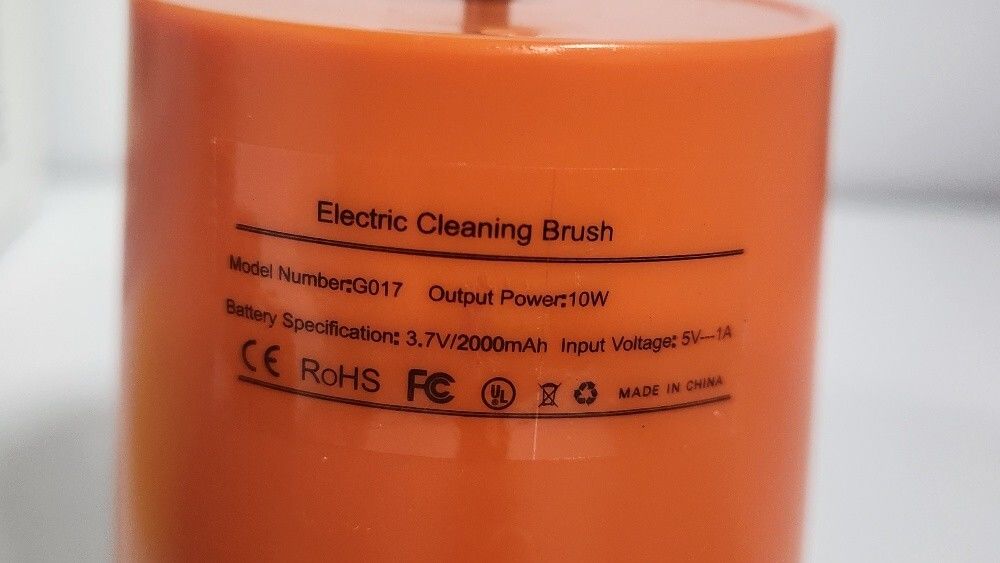 Electric Cleaning Brush
Model Number:G017 Output Power:10W
Battery Specification: 3.7V/2000mAh Input Voltage: 5V---1A
CE RoHS FC UL MADE IN CHINA